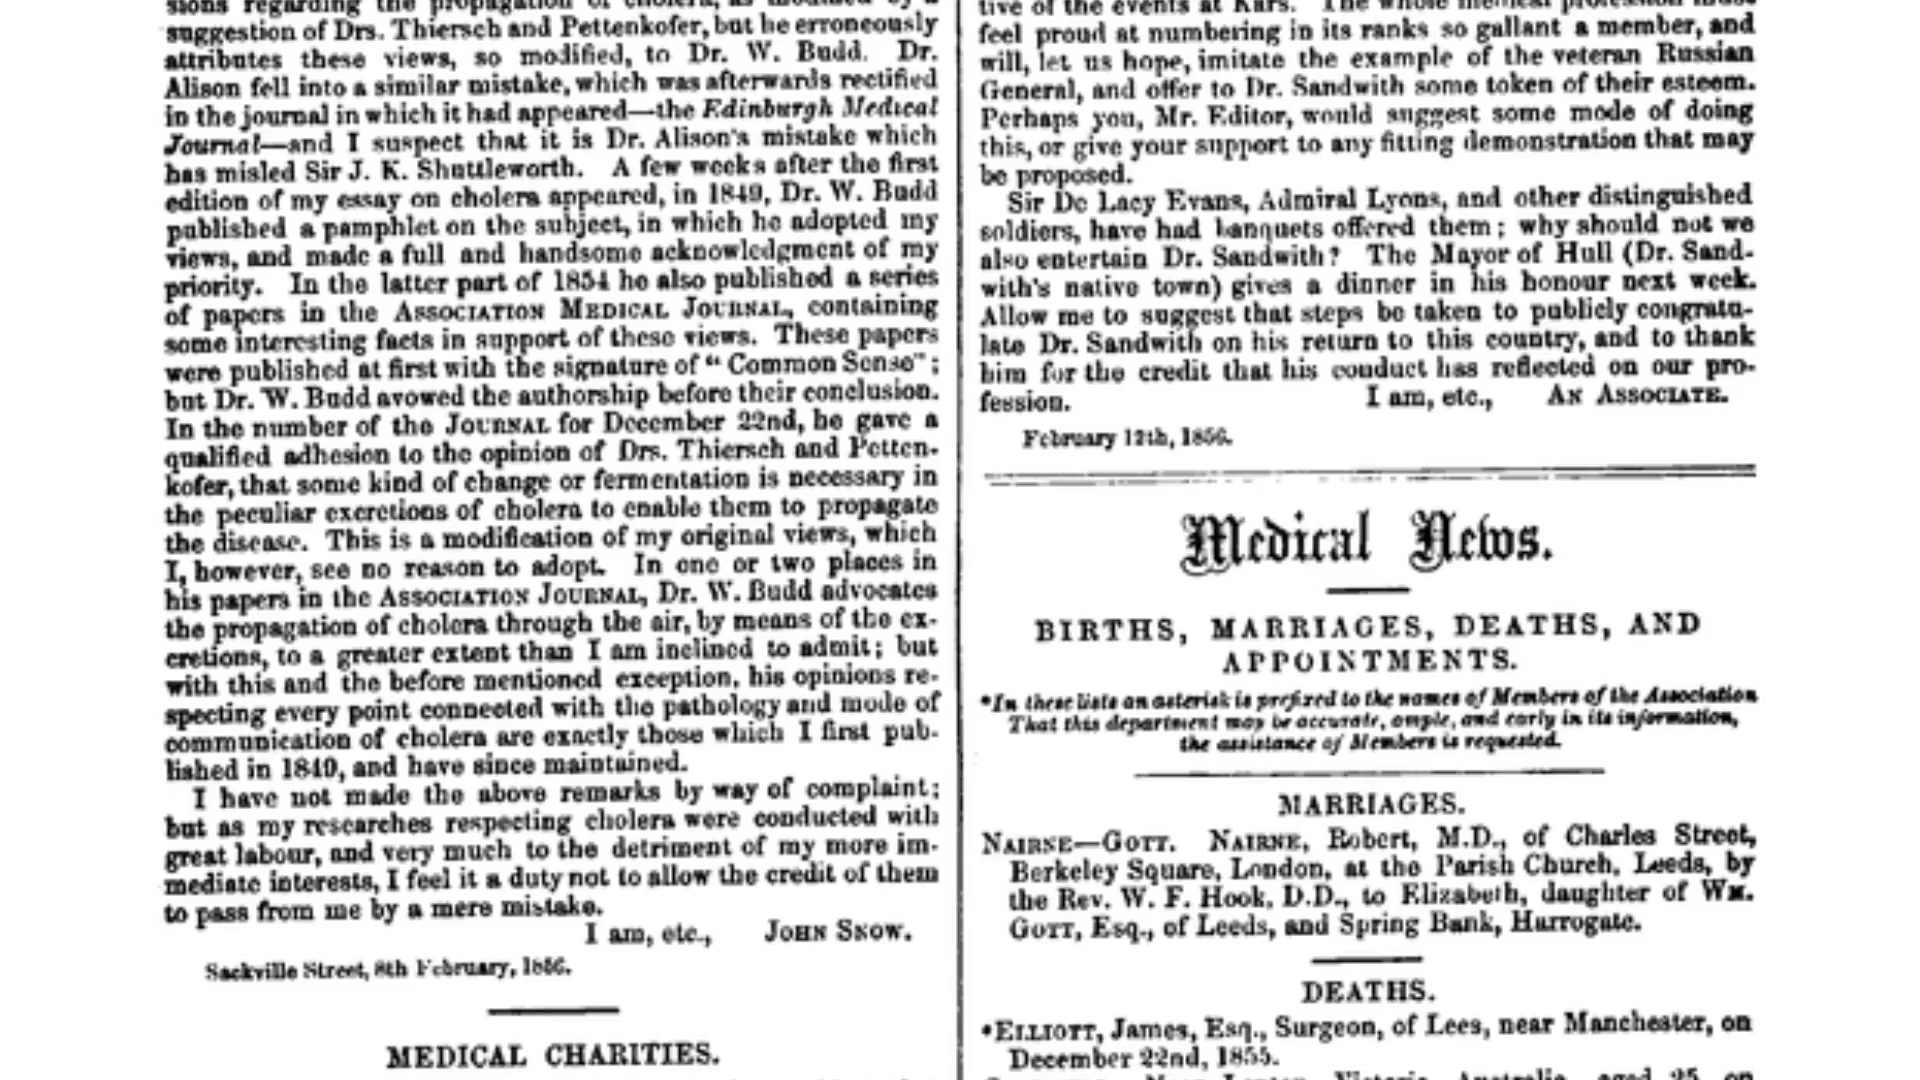 sions regarding the propagation of cholera, as modified by a
suggestion of Drs. Thiersch and Pettenkofer, but he erroneously
attributes these views, so modified, to Dr. W. Budd. Dr.
Alison fell into a similar mistake, which was afterwards rectified
in the journal in which it had appeared—the Edinburgh Medical
Journal—and I suspect that it is Dr. Alison's mistake which
has misled Sir J. K. Shuttleworth. A few weeks after the first
edition of my essay on cholera appeared, in 1849, Dr. W. Budd
published a pamphlet on the subject, in which he adopted my
views, and made a full and handsome acknowledgment of my
priority. In the latter part of 1854 he also published a series
of papers in the ASSOCIATION MEDICAL JOURNAL, containing
some interesting facts in support of these views. These papers
were published at first with the signature of “ Common Sense” ;
but Dr. W. Budd avowed the authorship before their conclusion.
In the number of the JOURNAL for December 22nd, he gave a
qualified adhesion to the opinion of Drs. Thiersch and Petten-
kofer, that some kind of change or fermentation is necessary in
the peculiar excretions of cholera to enable them to propagate
the disease. This is a modification of my original views, which
I, however, see no reason to adopt. In one or two places in
his papers in the ASSOCIATION JOURNAL, Dr. W. Budd advocates
the propagation of cholera through the air, by means of the ex-
cretions, to a greater extent than I am inclined to admit; but
with this and the before mentioned exception, his opinions re-
specting every point connected with the pathology and mode of
communication of cholera are exactly those which I first pub-
lished in 1849, and have since maintained.
I have not made the above remarks by way of complaint;
but as my researches respecting cholera were conducted with
great labour, and very much to the detriment of my more im-
mediate interests, I feel it a duty not to allow the credit of them
to pass from me by a mere mistake.
I am, etc., JOHN SNOW.
Sackville Street, 8th February, 1856.
MEDICAL CHARITIES.
tive of the events at Kars. The whole medical profession must
feel proud at numbering in its ranks so gallant a member, and
will, let us hope, imitate the example of the veteran Russian
General, and offer to Dr. Sandwith some token of their esteem.
Perhaps you, Mr. Editor, would suggest some mode of doing
this, or give your support to any fitting demonstration that may
be proposed.
Sir De Lacy Evans, Admiral Lyons, and other distinguished
soldiers, have had banquets offered them; why should not we
also entertain Dr. Sandwith? The Mayor of Hull (Dr. Sand-
with's native town) gives a dinner in his honour next week.
Allow me to suggest that steps be taken to publicly congratu-
late Dr. Sandwith on his return to this country, and to thank
him for the credit that his conduct has reflected on our pro-
fession. I am, etc., AN ASSOCIATE.
February 12th, 1856.
Medical News.
BIRTHS, MARRIAGES, DEATHS, AND
APPOINTMENTS.
*In these lists an asterisk is prefixed to the names of Members of the Association
That this department may be accurate, ample, and early in its information,
the assistance of Members is requested.
MARRIAGES.
NAIRNE—GOTT. NAIRNE, Robert, M.D., of Charles Street,
Berkeley Square, London, at the Parish Church, Leeds, by
the Rev. W. F. Hook, D.D., to Elizabeth, daughter of WM.
GOTT, Esq., of Leeds, and Spring Bank, Harrogate.
DEATHS.
*ELLIOTT, James, Esq., Surgeon, of Lees, near Manchester, on
December 22nd, 1855.
Victoria, Australia, aged 25, on